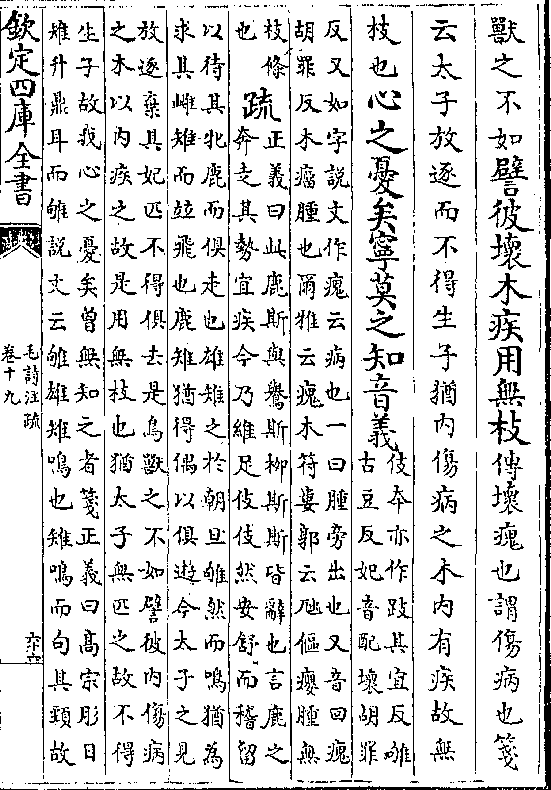 獸之不如譬彼壞木疾用無枝傳壞瘣也謂傷病也箋
云太子放逐而不得生子猶内傷病之木内有疾故無
枝也心之憂矣寧莫之知音義
伎本亦作跂其宜反雊
古豆反妃音配壞胡罪
反又如字說文作瘣云病也一曰腫旁出也又音回瘣
胡罪反木瘤腫也爾雅云瘣木符婁郭云尫傴癭腫無
枝條
也
疏
正義曰此鹿斯與鸒斯柳斯斯皆辭也言鹿之
奔走其勢宜疾今乃維足伎伎然安舒而稽留
以待其牝鹿而俱走也雄雉之於朝旦雊然而鳴猶為
求其雌雉而竝飛也鹿雉猶得偶以俱遊今太子之見
放逐棄其妃匹不得俱去是鳥獸之不如譬彼内傷病
之木以内疾之故是用無枝也猶太子無匹之故不得
生子故我心之憂矣曾無知之者箋正義曰髙宗肜日
雉升鼎耳而雊說文云雊雄雉鳴也雉鳴而句其頸故
欽定四庫全書
毛詩注疏
卷十九
六十六